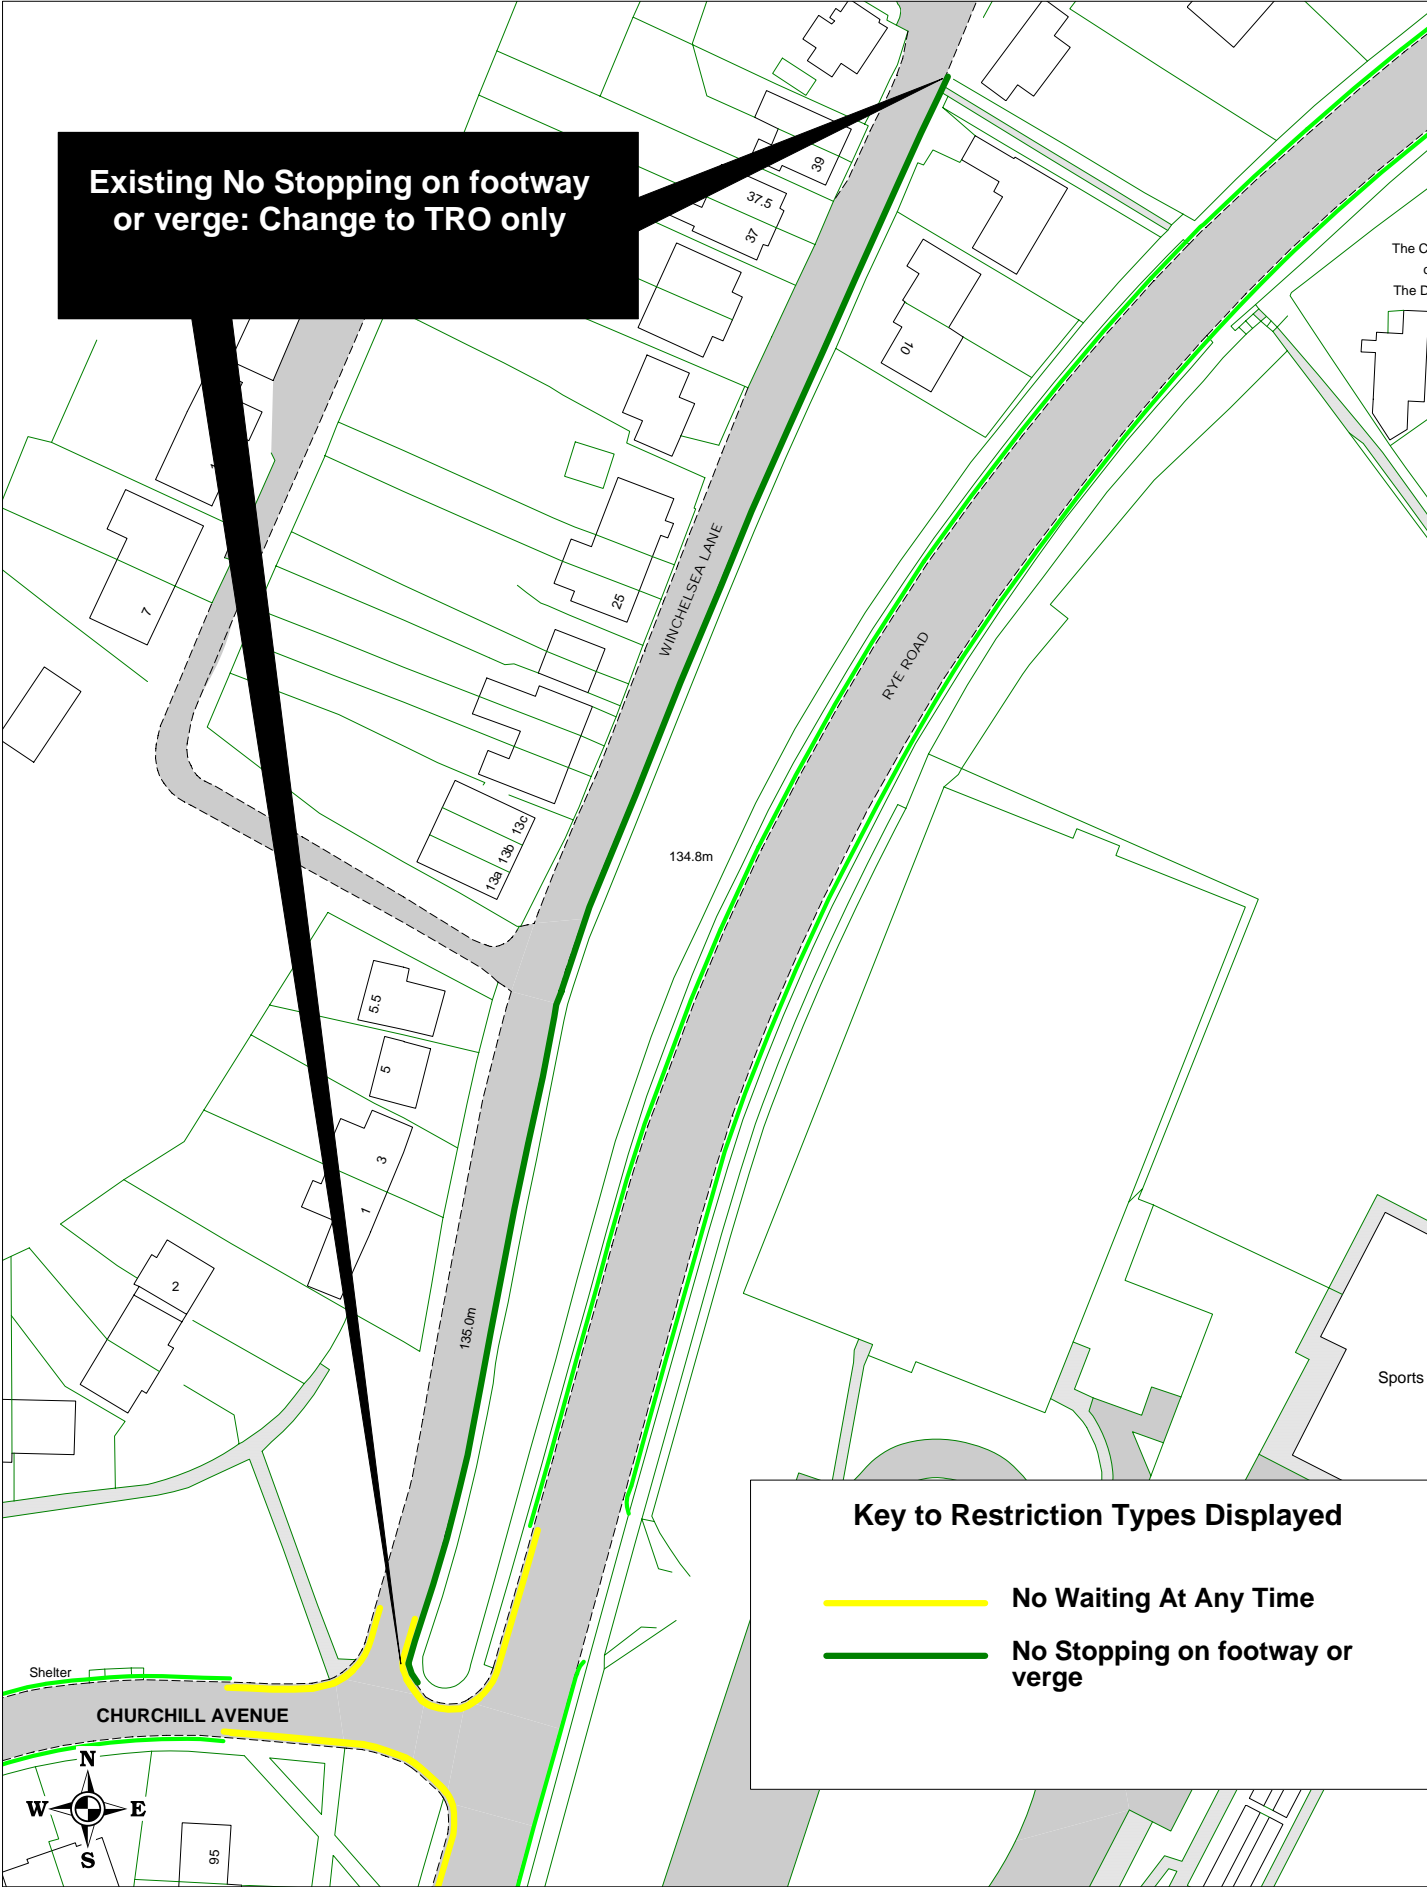 Existing No Stopping on footway
or verge: Change to TRO only
39
37.5
37
10
The
The
25
WINCHELSEA LANE
RYE ROAD
7
13c
13b
13a
134.8m
5.5
5
3
1
2
135.0m
Sports
Key to Restriction Types Displayed
No Waiting At Any Time
No Stopping on footway or
verge
Shelter
CHURCHILL AVENUE
N
W E
S
95